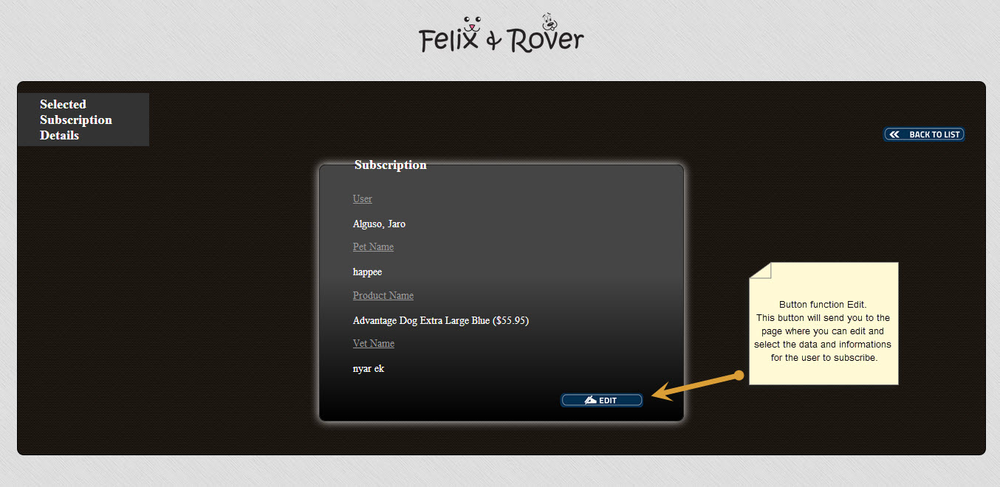 Felix & Rover
Selected
Subscription
Details
BACK TO LIST
Subscription
User
Alguso, Jaro
Pet Name
happee
Product Name
Advantage Dog Extra Large Blue ($55.95)
Vet Name
nyar ek
EDIT
Button function Edit.
This button will send you to the
page where you can edit and
select the data and informations
for the user to subscribe.